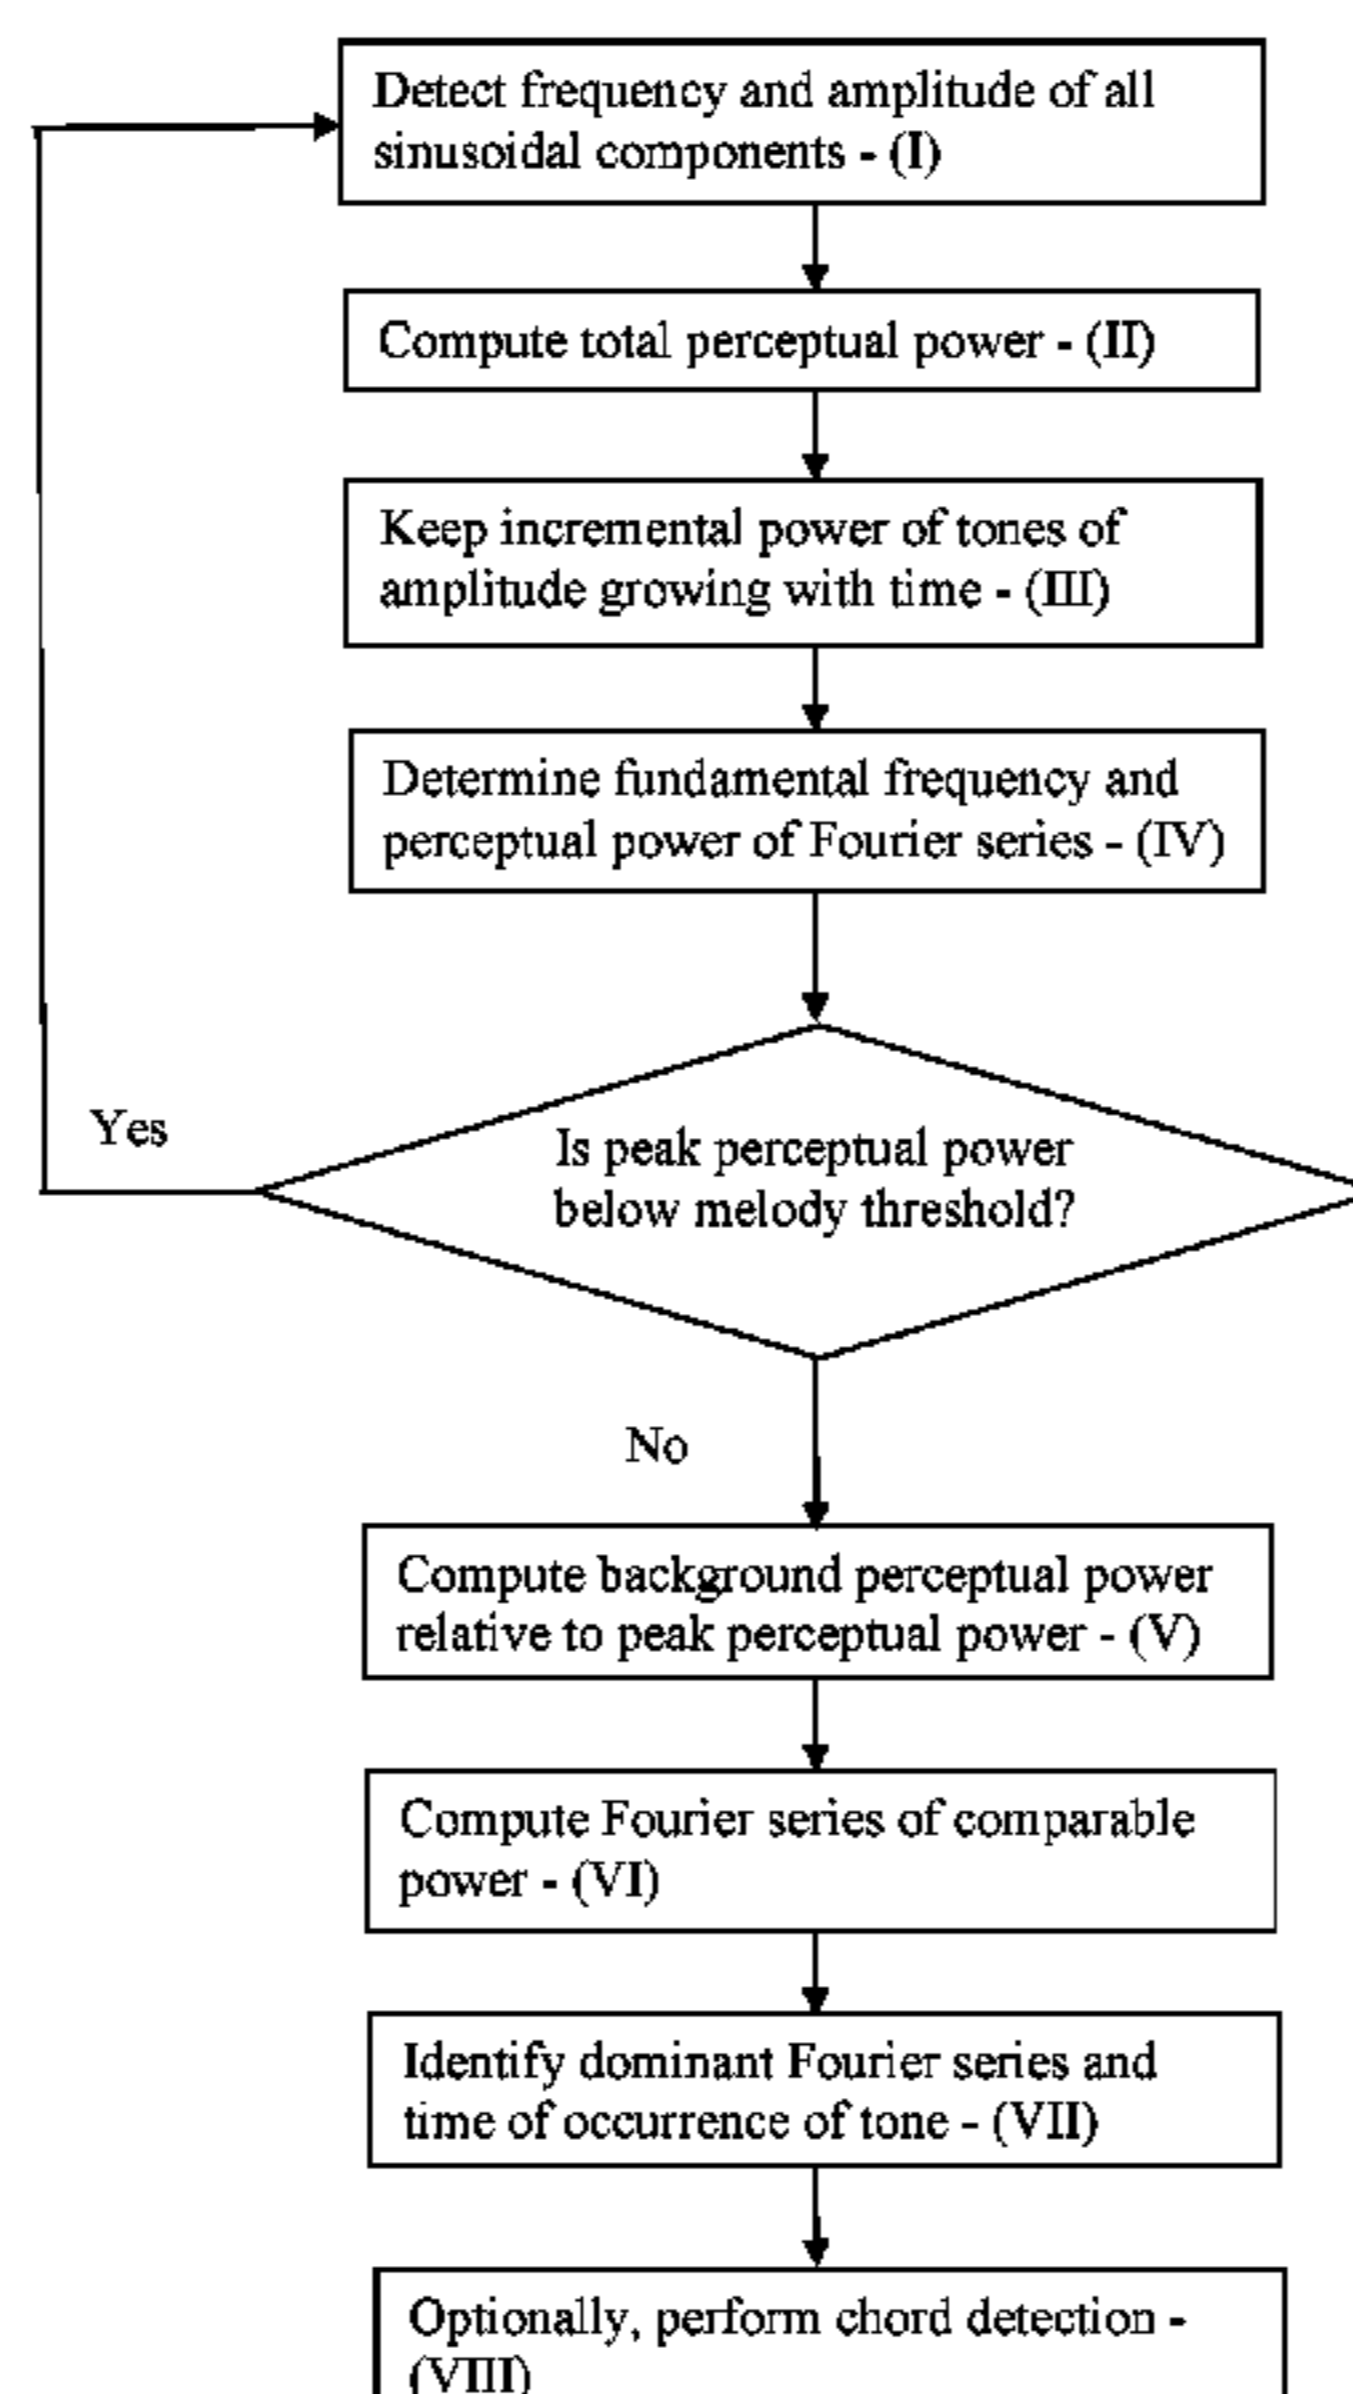 Detect frequency and amplitude of all
sinusoidal components - (I)
Compute total perceptual power - (II)
Keep incremental power of tones of
amplitude growing with time - (III)
Determine fundamental frequency and
perceptual power of Fourier series - (IV)
Yes
Is peak perceptual power
below melody threshold?
No
Compute background perceptual power
relative to peak perceptual power - (V)
Compute Fourier series of comparable
power - (VI)
Identify dominant Fourier series and
time of occurrence of tone - (VII)
Optionally, perform chord detection -
(VIII)